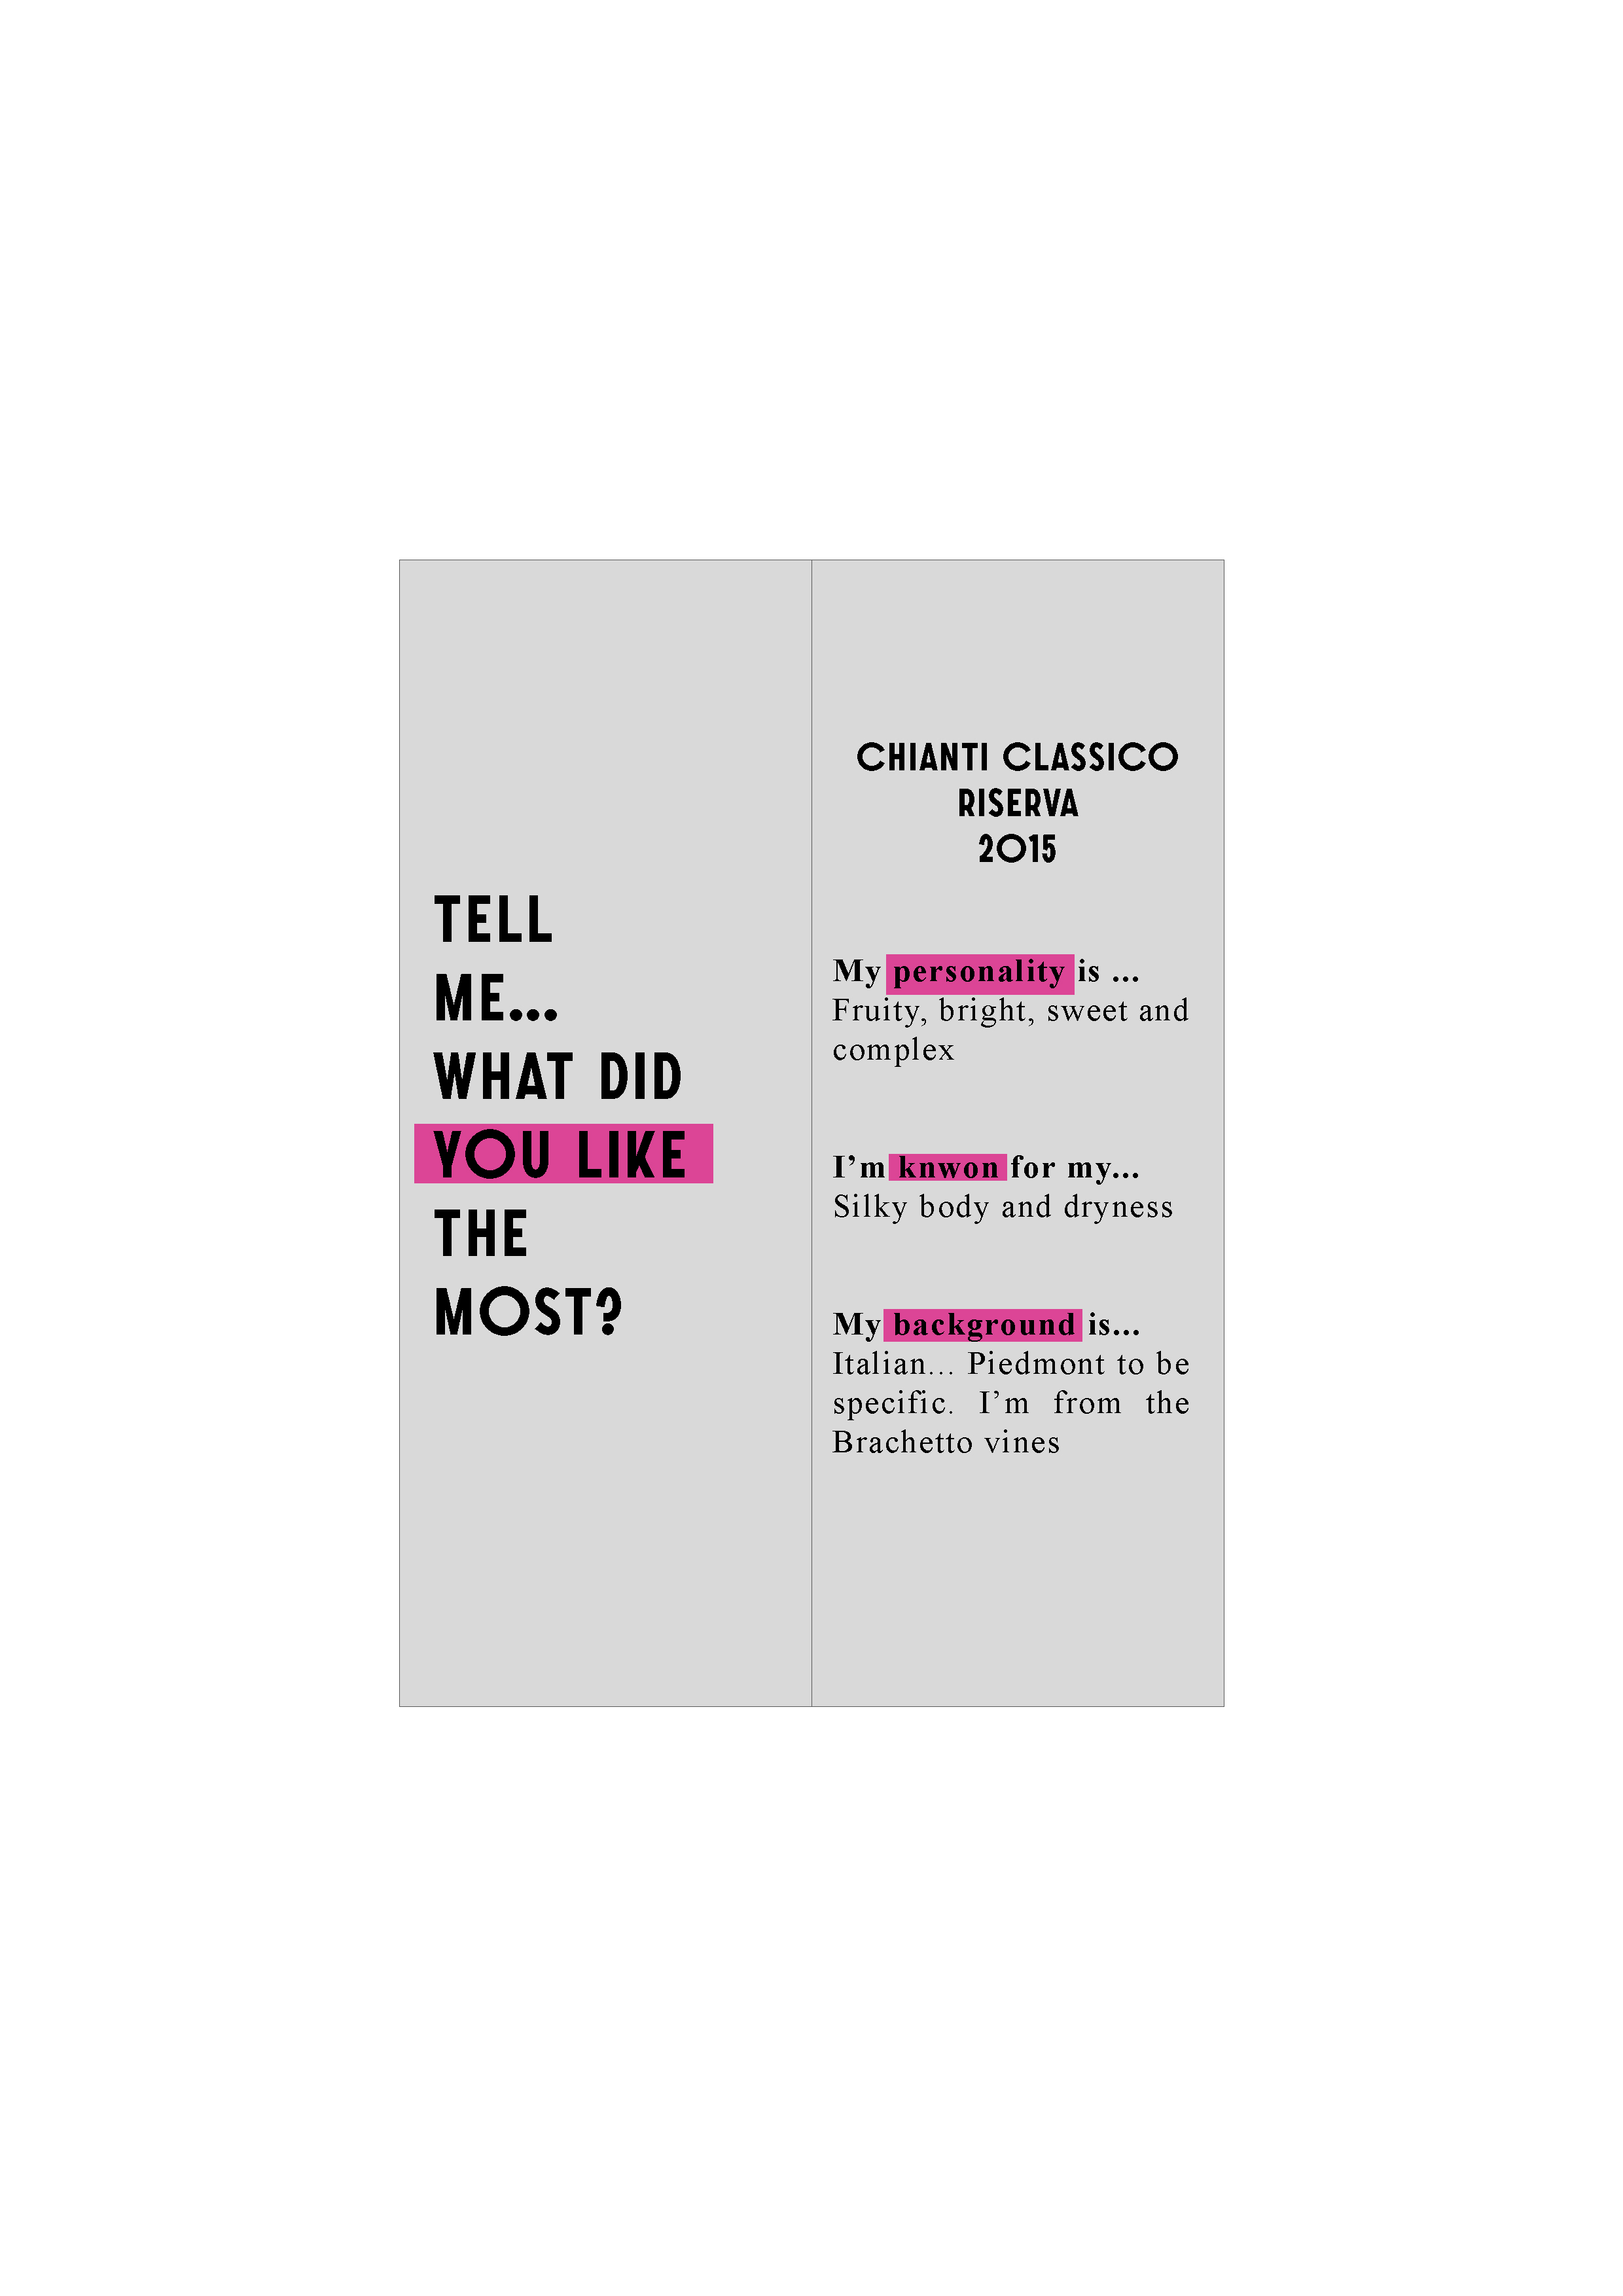 TELL
ME...
WHAT DID
YOU LIKE
THE
MOST?
CHIANTI CLASSICO
RISERVA
2015
My personality is ...
Fruity, bright, sweet and
complex
I’m knwon for my...
Silky body and dryness
My background is...
Italian... Piedmont to be
specific. I’m from the
Brachetto vines